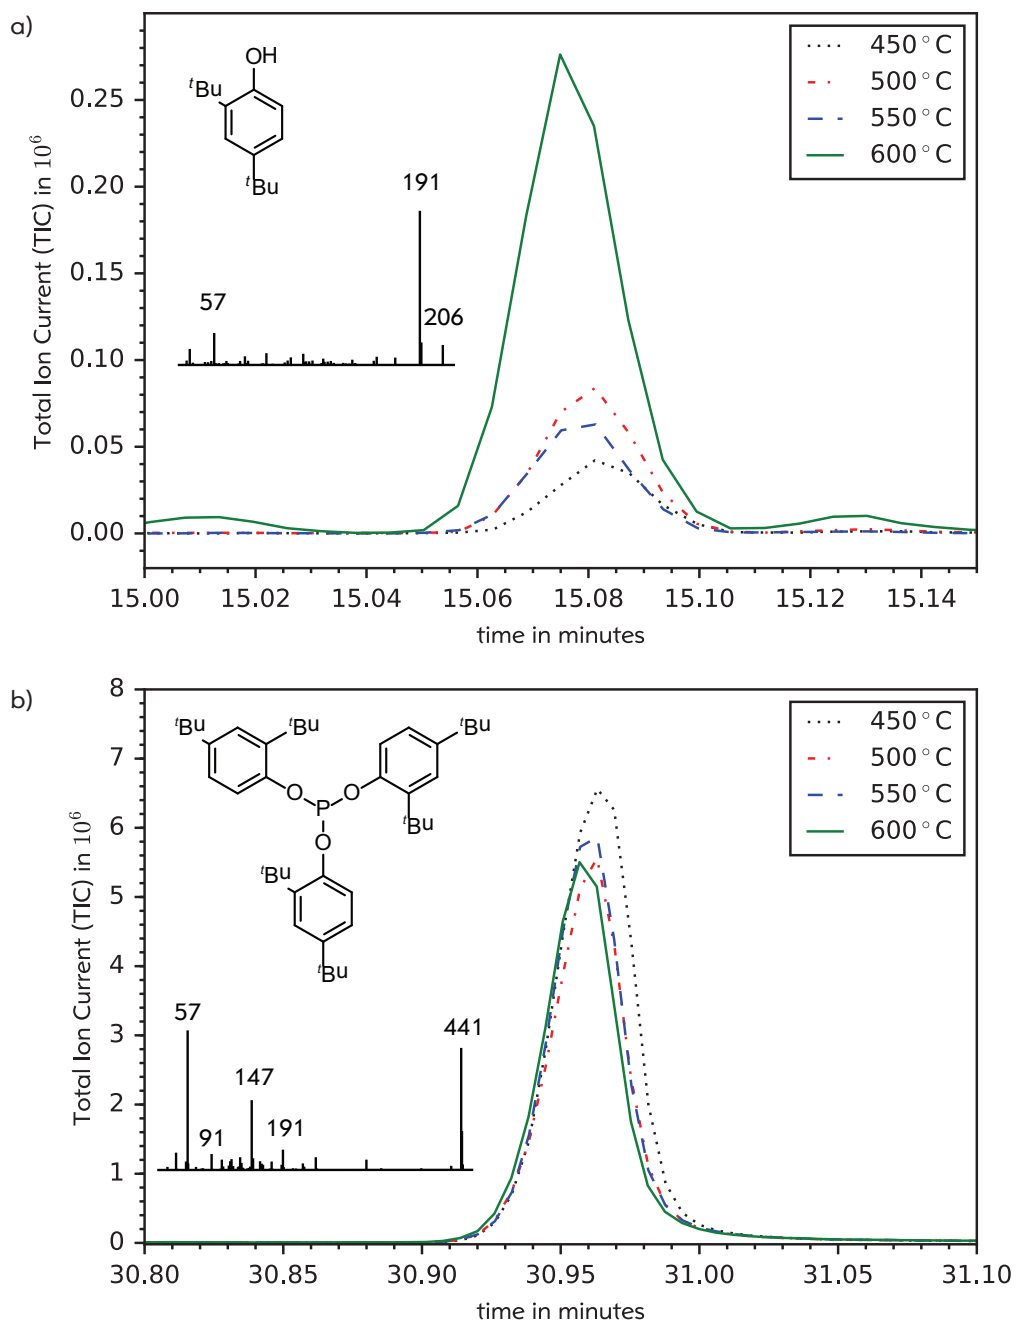 a)
Total Ion Current (TIC) in 10⁶
0.25
0.20
0.15
0.10
0.05
0.00
15.00 15.02 15.04 15.06 15.08 15.10 15.12 15.14
time in minutes
450°C
500°C
550°C
600°C
OH
ᵗBu
ᵗBu
191
57
206
b)
Total Ion Current (TIC) in 10⁶
8
7
6
5
4
3
2
1
0
30.80 30.85 30.90 30.95 31.00 31.05 31.10
time in minutes
450°C
500°C
550°C
600°C
ᵗBu ᵗBu ᵗBu
O O
P
ᵗBu
O
ᵗBu
ᵗBu
57
441
147
91 191